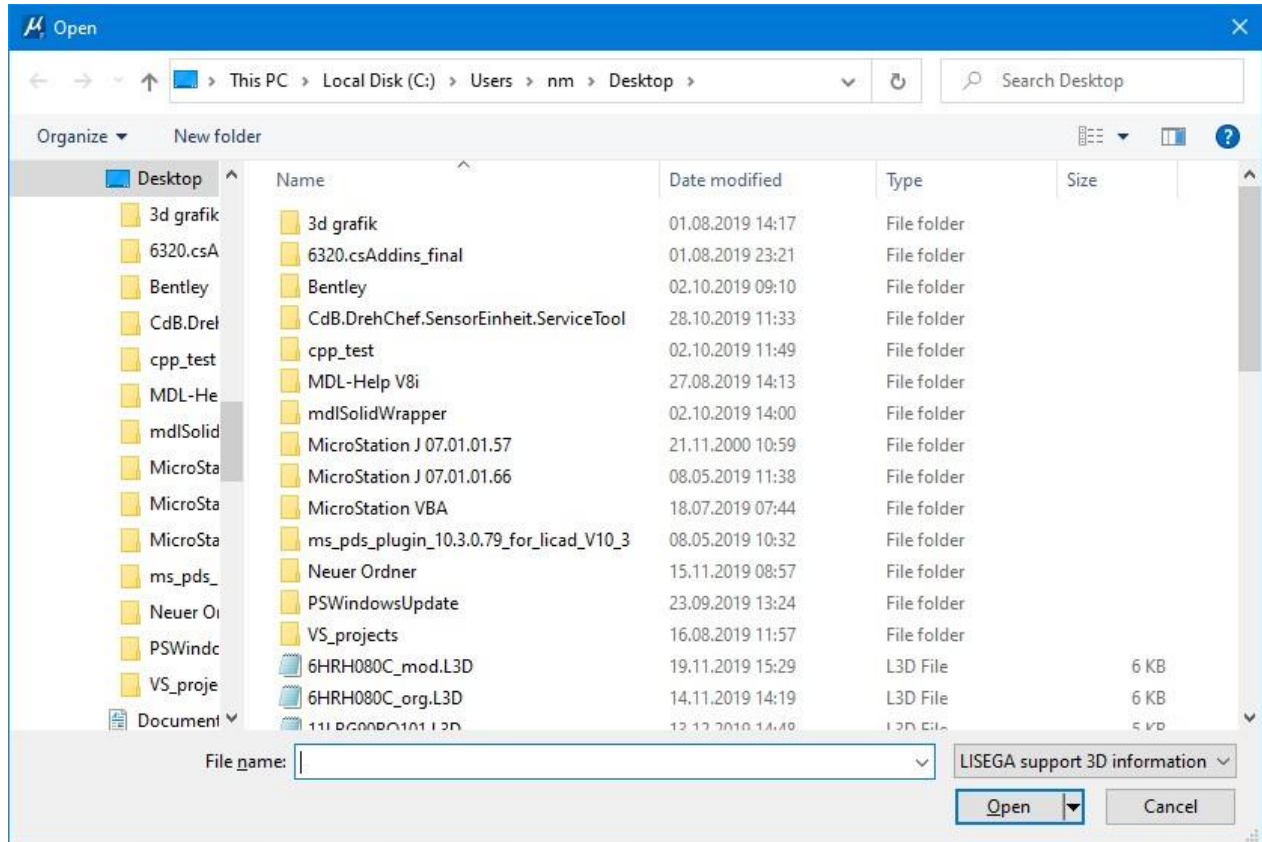 Open
This PC > Local Disk (C:) > Users > nm > Desktop >
Search Desktop
Organize
New folder
Name
Date modified
Type
Size
Desktop
3d grafik
6320.csA
Bentley
CdB.Dreh
cpp_test
MDL-He
mdlSolid
MicroSta
MicroSta
MicroSta
ms_pds_
Neuer Or
PSWindo
VS_proje
Document
3d grafik 01.08.2019 14:17 File folder
6320.csAddins_final 01.08.2019 23:21 File folder
Bentley 02.10.2019 09:10 File folder
CdB.DrehChef.SensorEinheit.ServiceTool 28.10.2019 11:33 File folder
cpp_test 02.10.2019 11:49 File folder
MDL-Help V8i 27.08.2019 14:13 File folder
mdlSolidWrapper 02.10.2019 14:00 File folder
MicroStation J 07.01.01.57 21.11.2000 10:59 File folder
MicroStation J 07.01.01.66 08.05.2019 11:38 File folder
MicroStation VBA 18.07.2019 07:44 File folder
ms_pds_plugin_10.3.0.79_for_licad_V10_3 08.05.2019 10:32 File folder
Neuer Ordner 15.11.2019 08:57 File folder
PSWindowsUpdate 23.09.2019 13:24 File folder
VS_projects 16.08.2019 11:57 File folder
6HRH080C_mod.L3D 19.11.2019 15:29 L3D File 6 KB
6HRH080C_org.L3D 14.11.2019 14:19 L3D File 6 KB
13.12.2019 14:48 L3D File 5 KB
File name:
LISEGA support 3D information
Open
Cancel